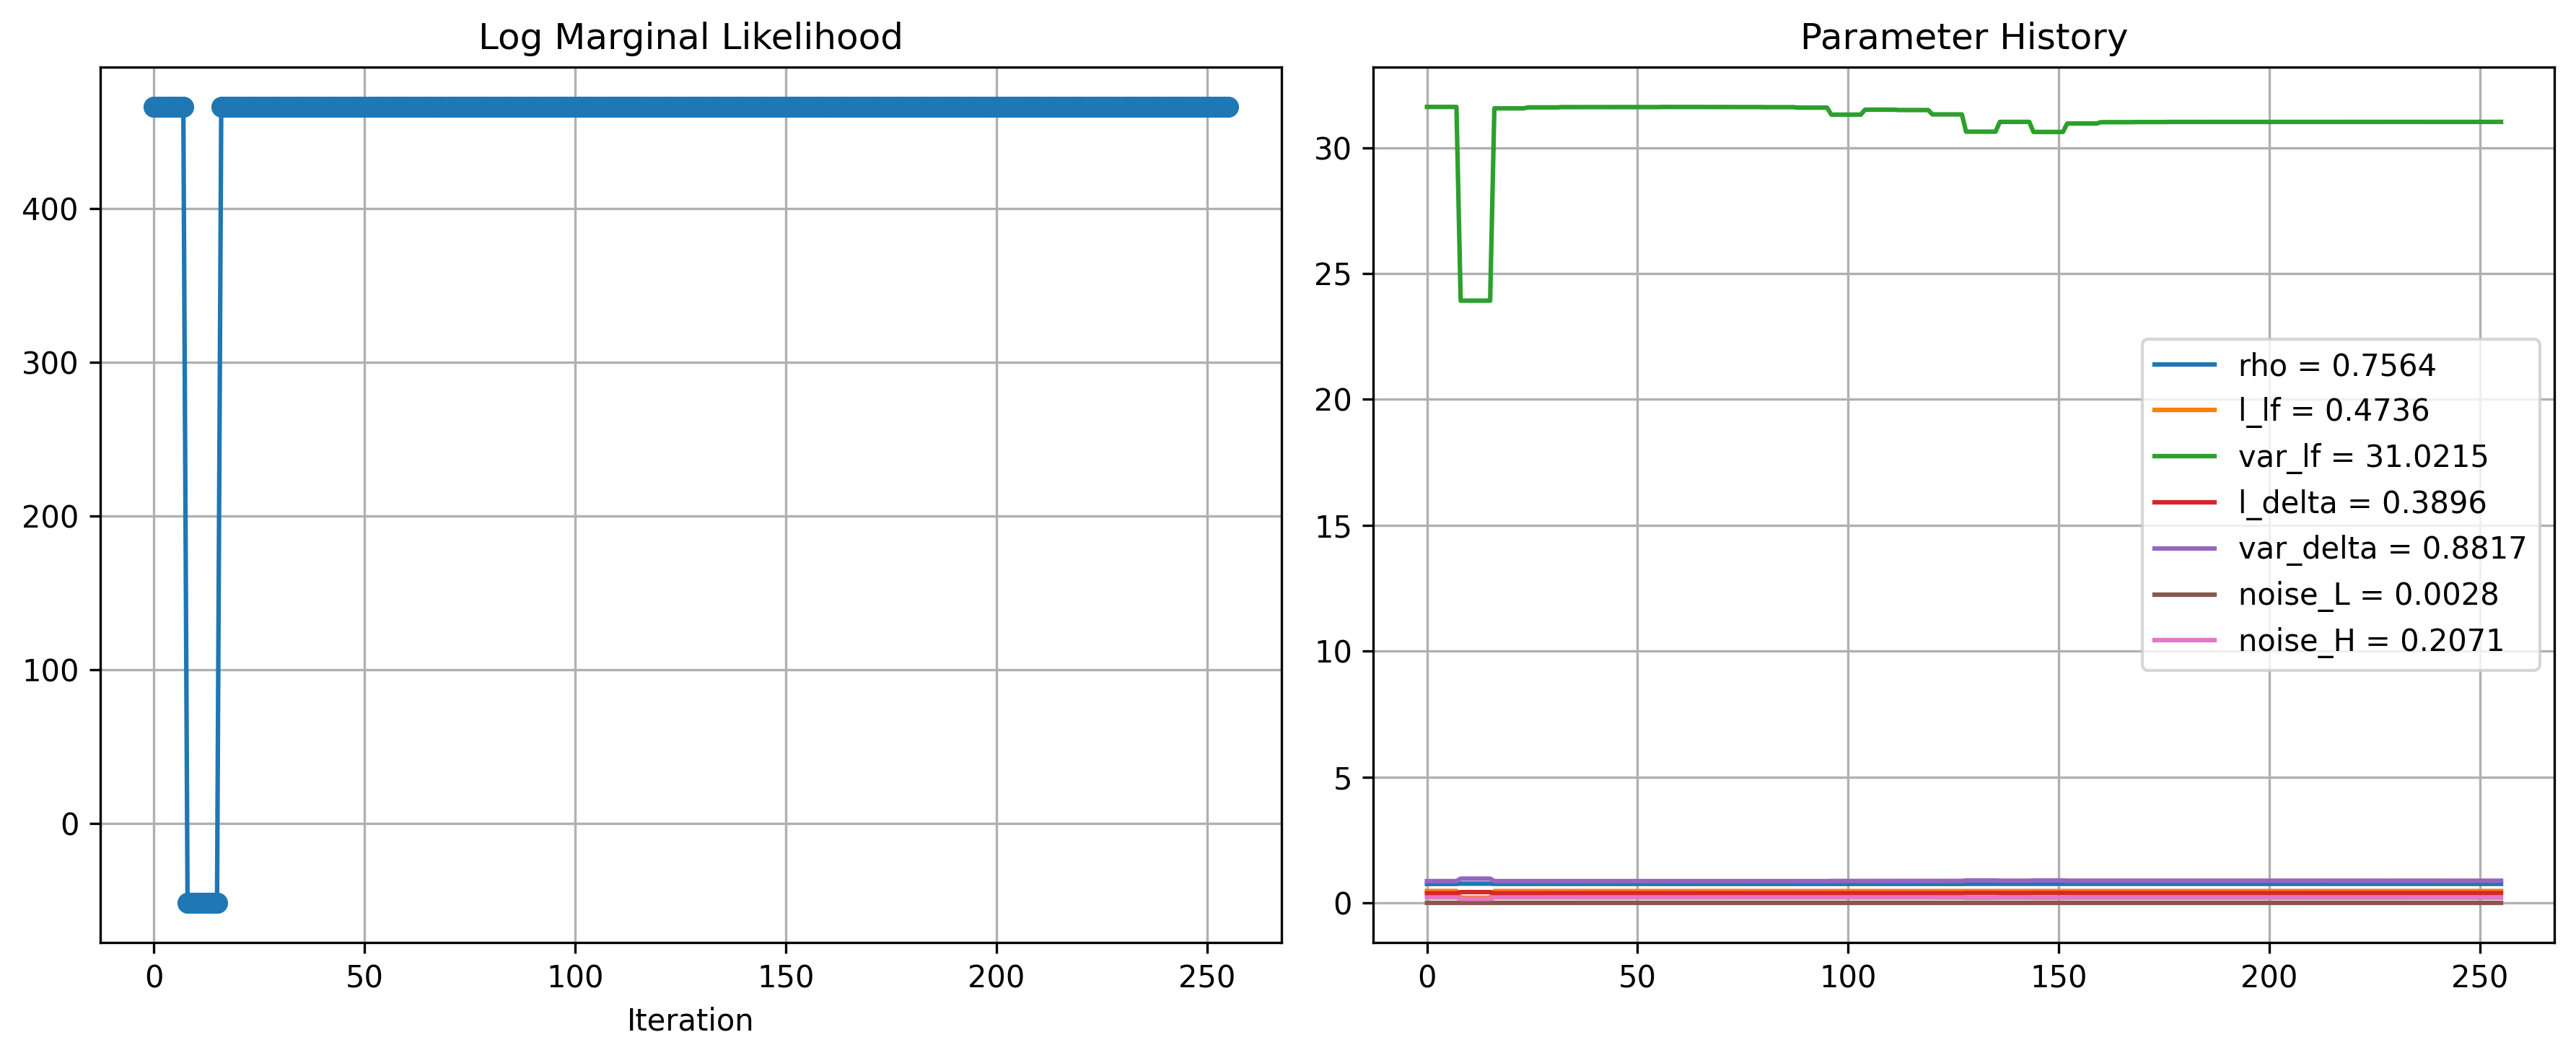 Log Marginal Likelihood
400
300
200
100
0
0 50 100 150 200 250
Iteration
Parameter History
30
25
20
15
10
5
0
0 50 100 150 200 250
rho = 0.7564
l_lf = 0.4736
var_lf = 31.0215
l_delta = 0.3896
var_delta = 0.8817
noise_L = 0.0028
noise_H = 0.2071